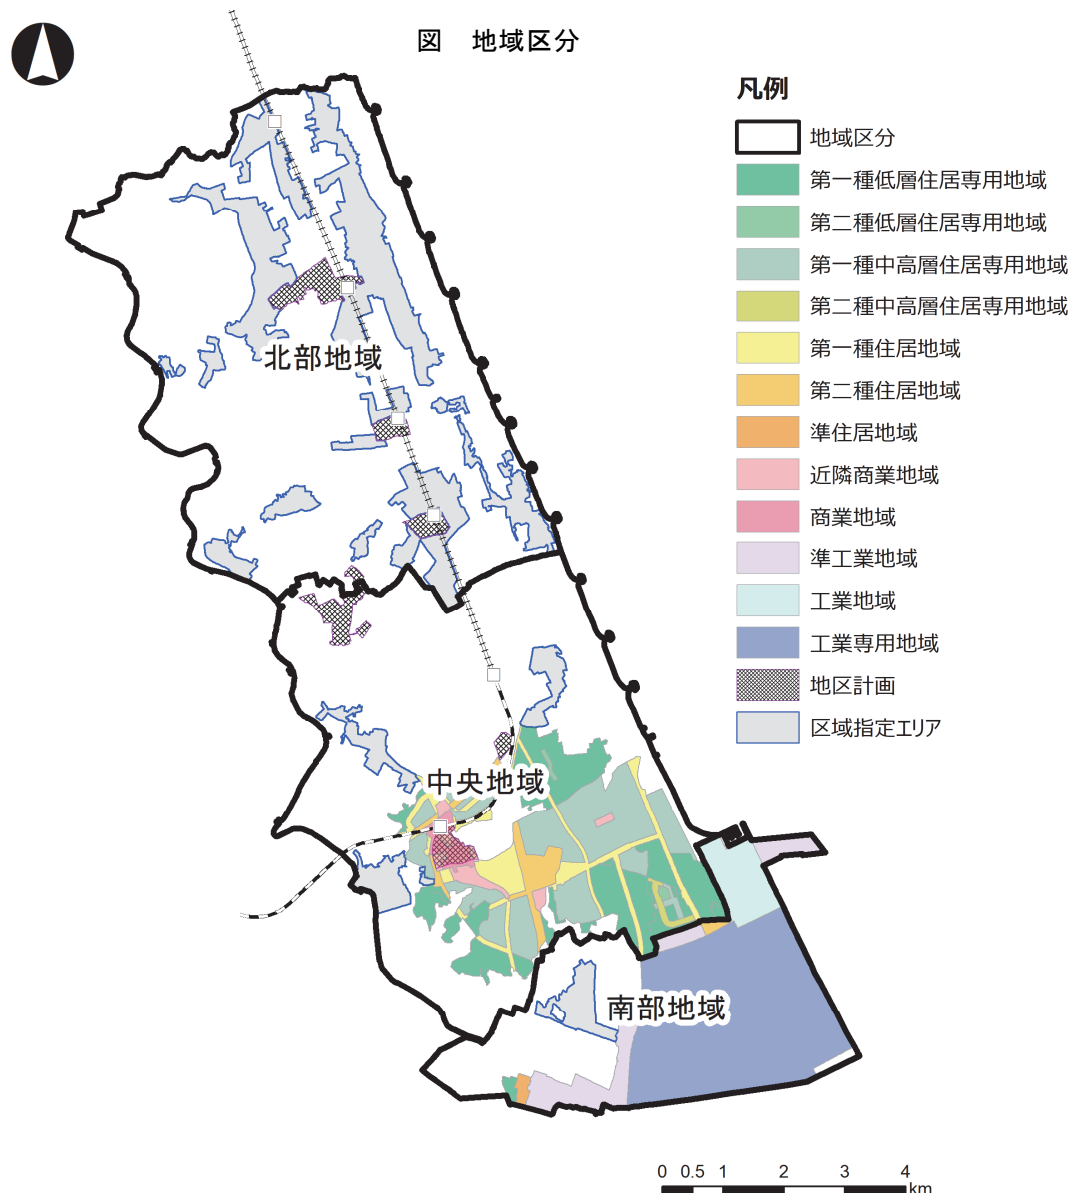 図　地域区分
凡例
地域区分
第一種低層住居専用地域
第二種低層住居専用地域
第一種中高層住居専用地域
第二種中高層住居専用地域
第一種住居地域
第二種住居地域
準住居地域
近隣商業地域
商業地域
準工業地域
工業地域
工業専用地域
地区計画
区域指定エリア
北部地域
中央地域
南部地域
0 0.5 1 2 3 4
km